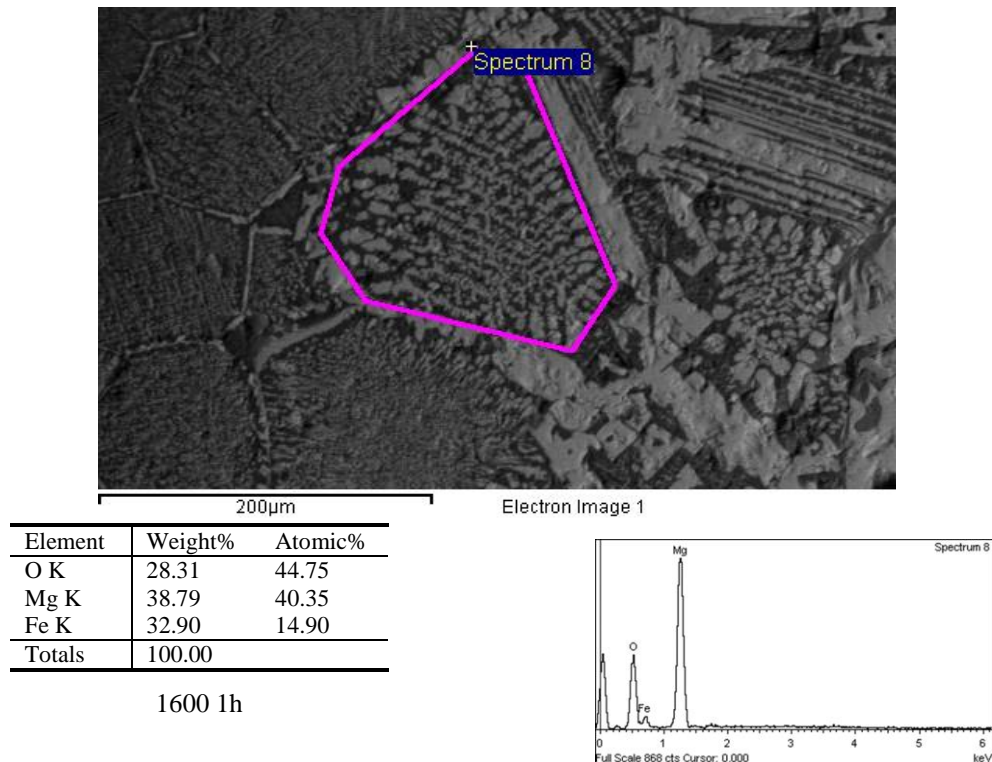 Spectrum 8
200µm
Electron Image 1
Element Weight% Atomic%
O K 28.31 44.75
Mg K 38.79 40.35
Fe K 32.90 14.90
Totals 100.00
1600 1h
Spectrum 8
Mg
O
Fe
0 1 2 3 4 5 6
Full Scale 868 cts Cursor: 0.000 keV